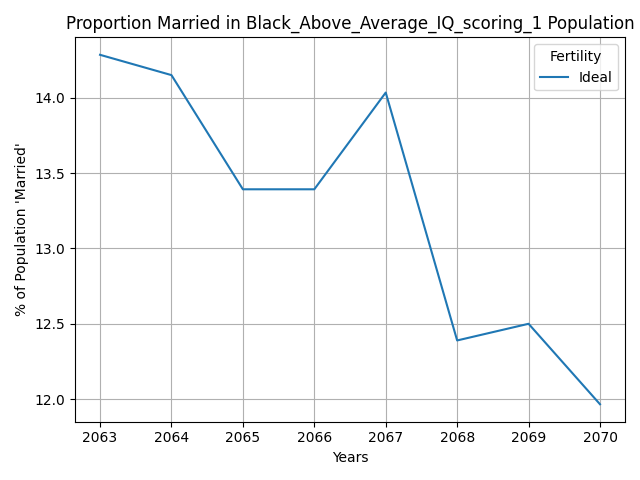 Proportion Married in Black_Above_Average_IQ_scoring_1 Population
Fertility
Ideal
% of Population 'Married'
14.0
13.5
13.0
12.5
12.0
2063 2064 2065 2066 2067 2068 2069 2070
Years